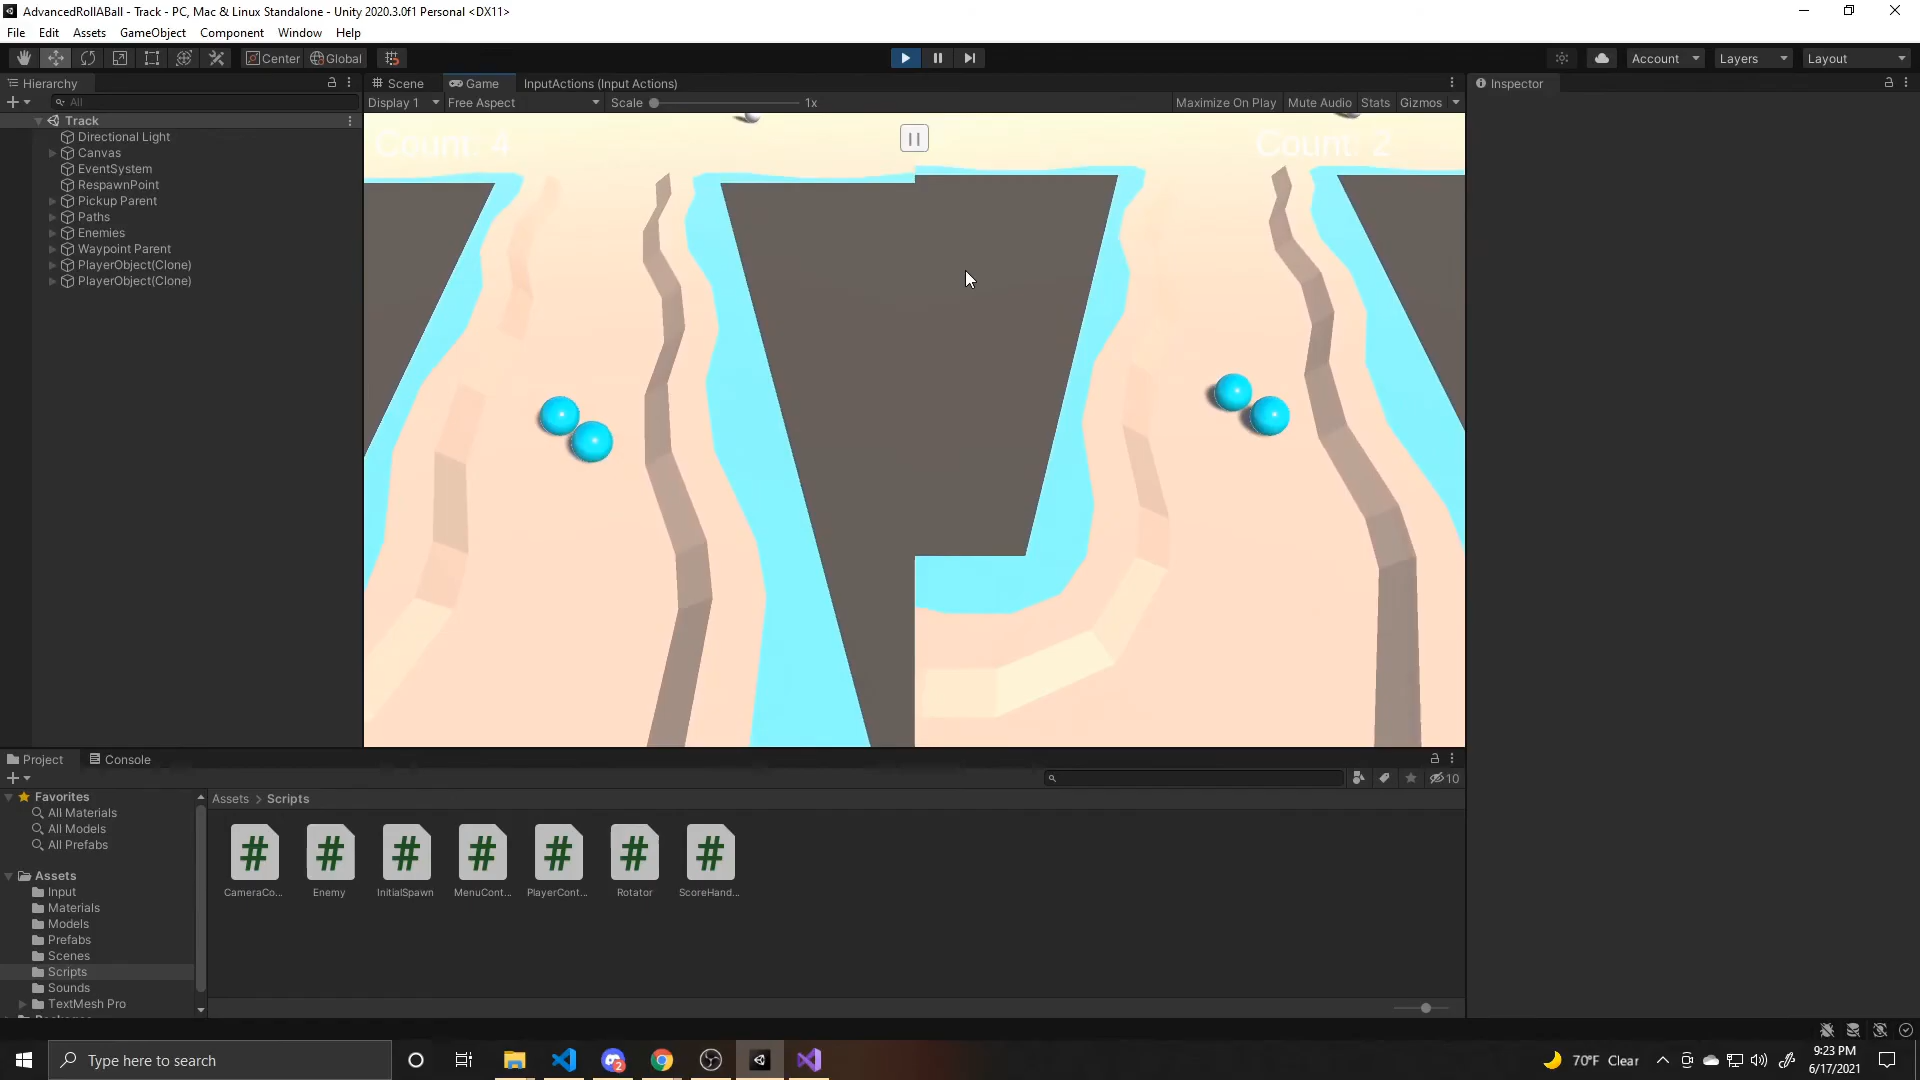 AdvancedRollABall - Track - PC, Mac & Linux Standalone - Unity 2020.3.0f1 Personal <DX11>
File Edit Assets GameObject Component Window Help
Center Global Account Layers Layout
Hierarchy
All
Track
Directional Light
Canvas
EventSystem
RespawnPoint
Pickup Parent
Paths
Enemies
Waypoint Parent
PlayerObject(Clone)
PlayerObject(Clone)
Scene Game InputActions (Input Actions)
Display 1 Free Aspect Scale 1x Maximize On Play Mute Audio Stats Gizmos
Count: 4
Count: 2
Inspector
Project Console
10
Favorites
All Materials
All Models
All Prefabs
Assets
Input
Materials
Models
Prefabs
Scenes
Scripts
Sounds
TextMesh Pro
Assets > Scripts
CameraCo...
Enemy
InitialSpawn
MenuCont...
PlayerCont...
Rotator
ScoreHand...
Type here to search
2
70°F Clear
9:23 PM
6/17/2021